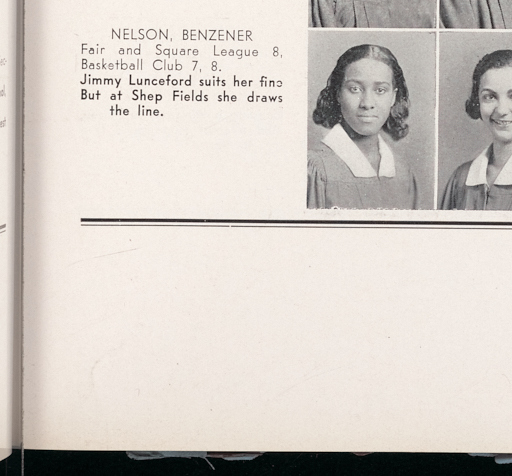 NELSON, BENZENER
Fair and Square League 8,
Basketball Club 7, 8.
Jimmy Lunceford suits her fine
But at Shep Fields she draws
the line.